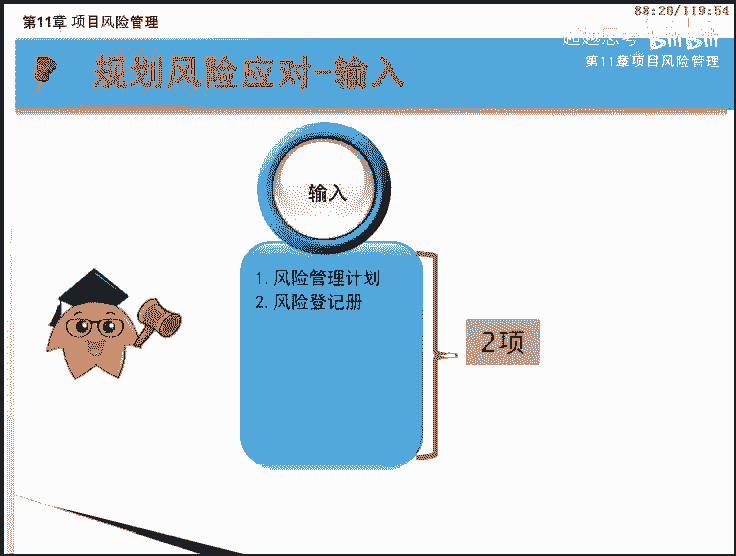 88:20/119:54
第11章 项目风险管理
bilibili
第11章项目风险管理
规划风险应对-输入
输入
1. 风险管理计划
2. 风险登记册
2项